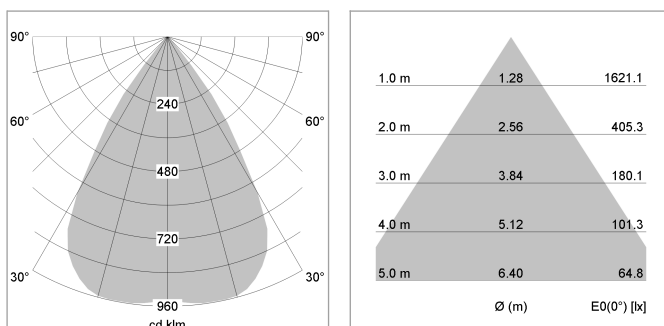 90° 90°
240
60° 60°
480
720
30° 30°
960
cd klm
1.0 m 1.28 1621.1
2.0 m 2.56 405.3
3.0 m 3.84 180.1
4.0 m 5.12 101.3
5.0 m 6.40 64.8
Ø (m) E0(0°) [lx]